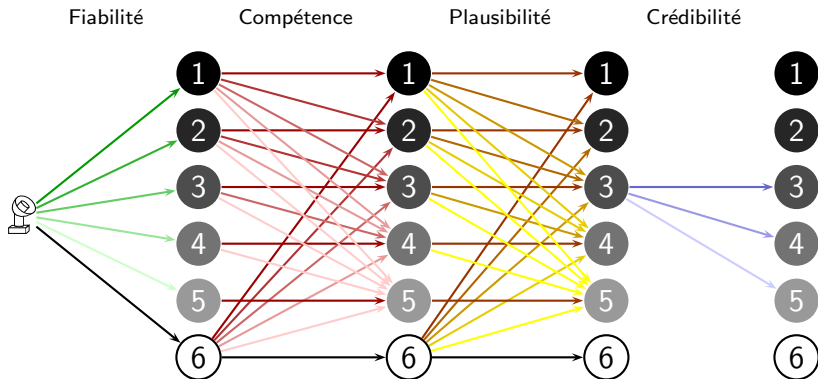 Fiabilité Compétence Plausibilité Crédibilité
1 1 1 1
2 2 2 2
3 3 3 3
4 4 4 4
5 5 5 5
6 6 6 6